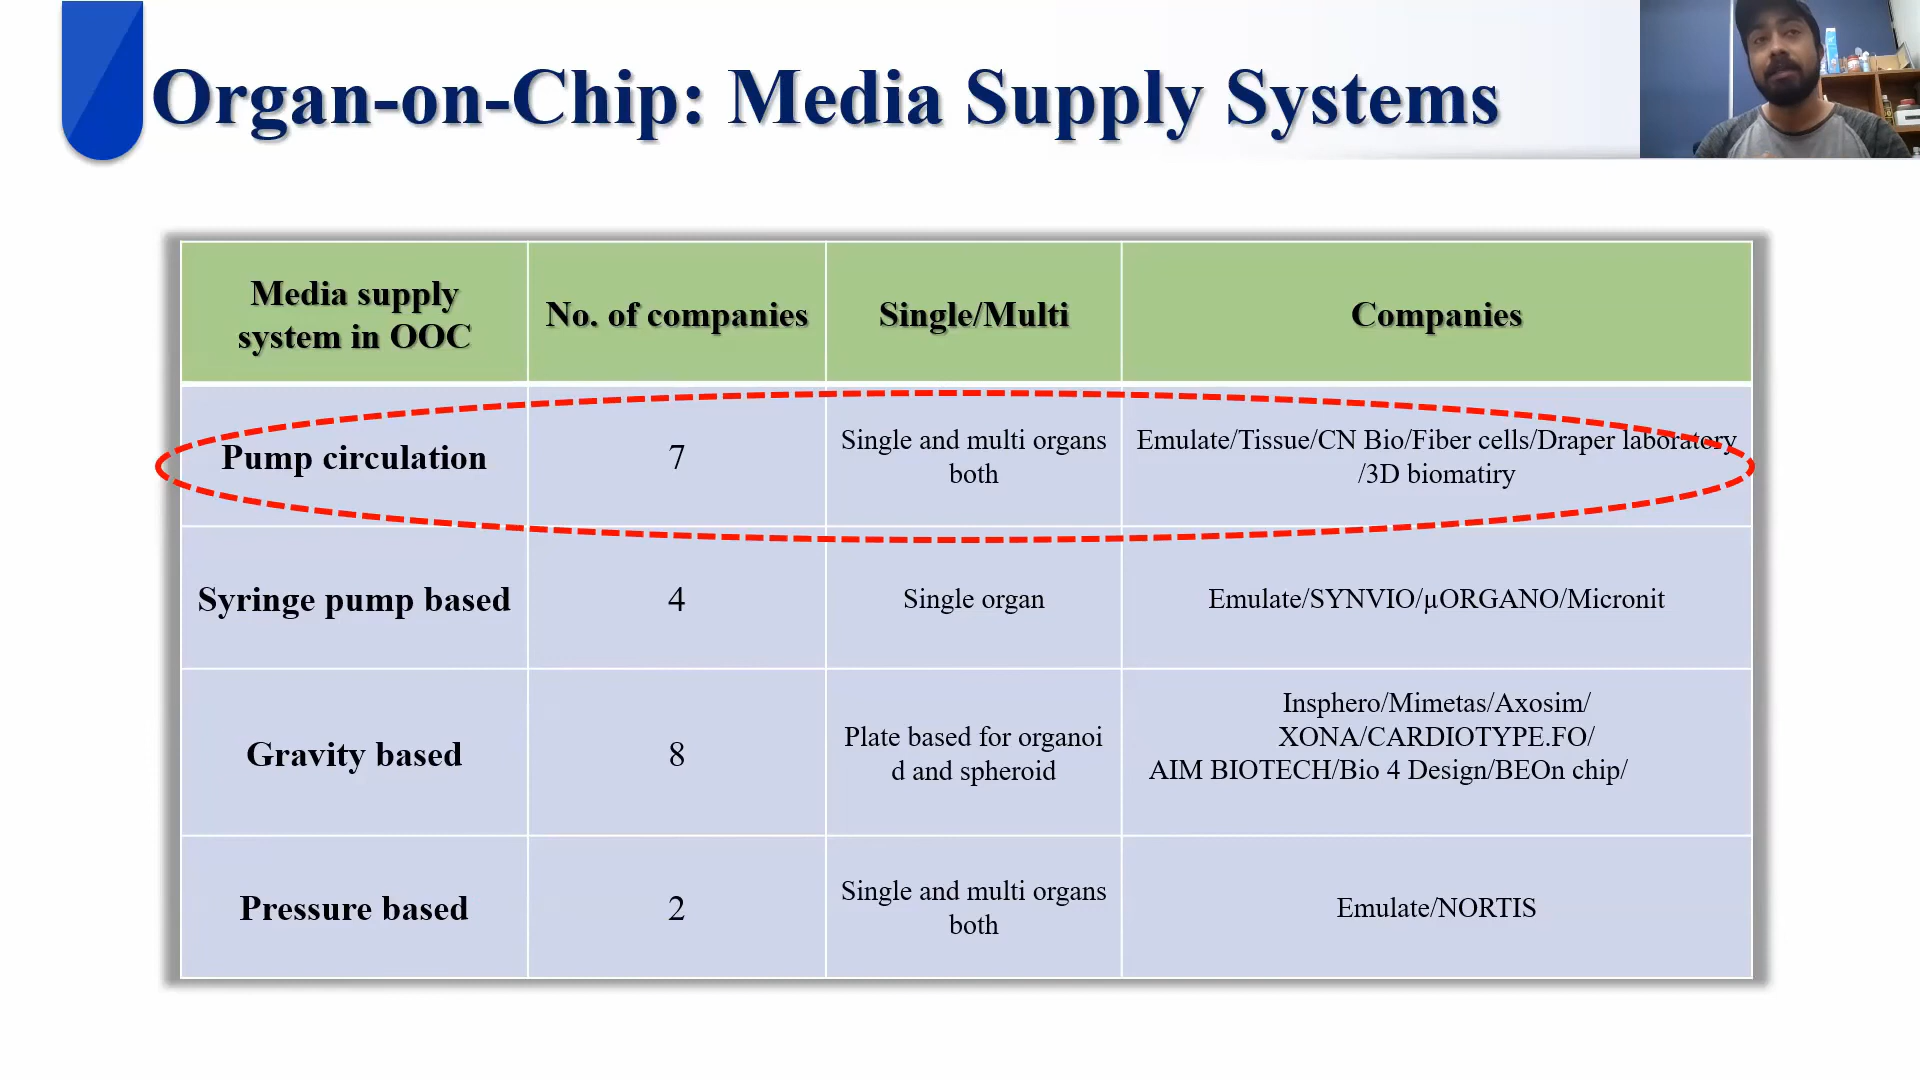 Organ-on-Chip: Media Supply Systems
Media supply
system in OOC
No. of companies
Single/Multi
Companies
Pump circulation
7
Single and multi organs
both
Emulate/Tissue/CN Bio/Fiber cells/Draper laboratory
/3D biomatiry
Syringe pump based
4
Single organ
Emulate/SYNVIO/µORGANO/Micronit
Gravity based
8
Plate based for organoi
d and spheroid
Insphero/Mimetas/Axosim/
XONA/CARDIOTYPE.FO/
AIM BIOTECH/Bio 4 Design/BEOn chip/
Pressure based
2
Single and multi organs
both
Emulate/NORTIS